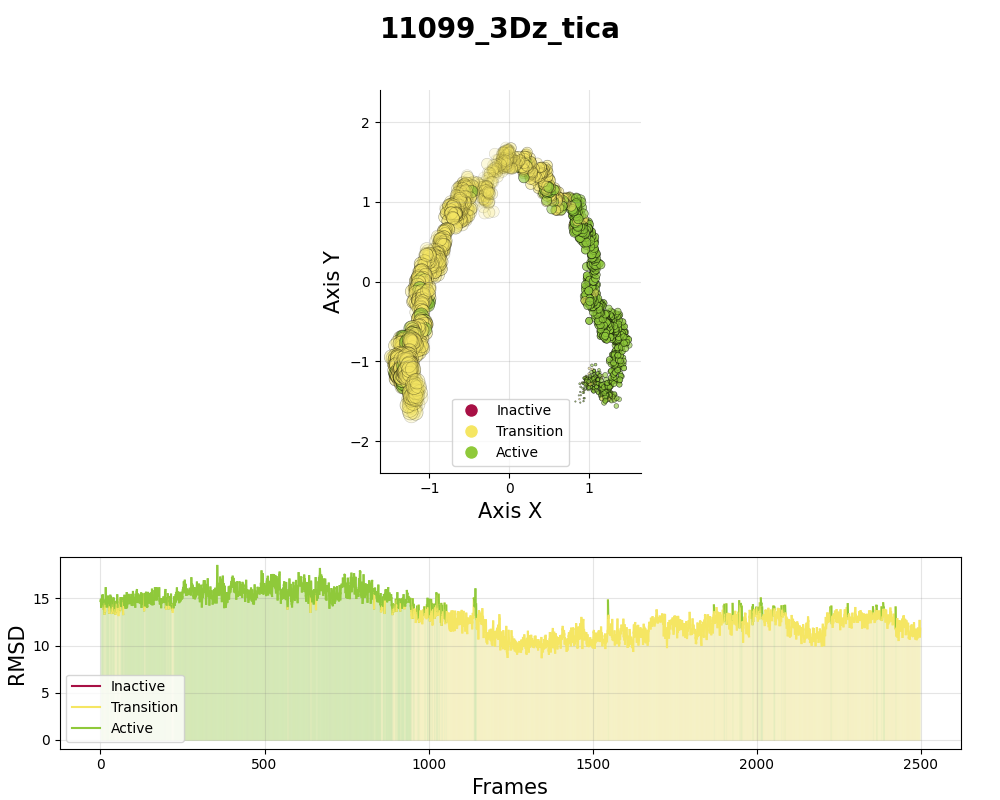 11099_3Dz_tica
2
1
0
−1
−2
Axis Y
Inactive
Transition
Active
−1
0
1
Axis X
15
10
5
0
RMSD
Inactive
Transition
Active
0
500
1000
1500
2000
2500
Frames